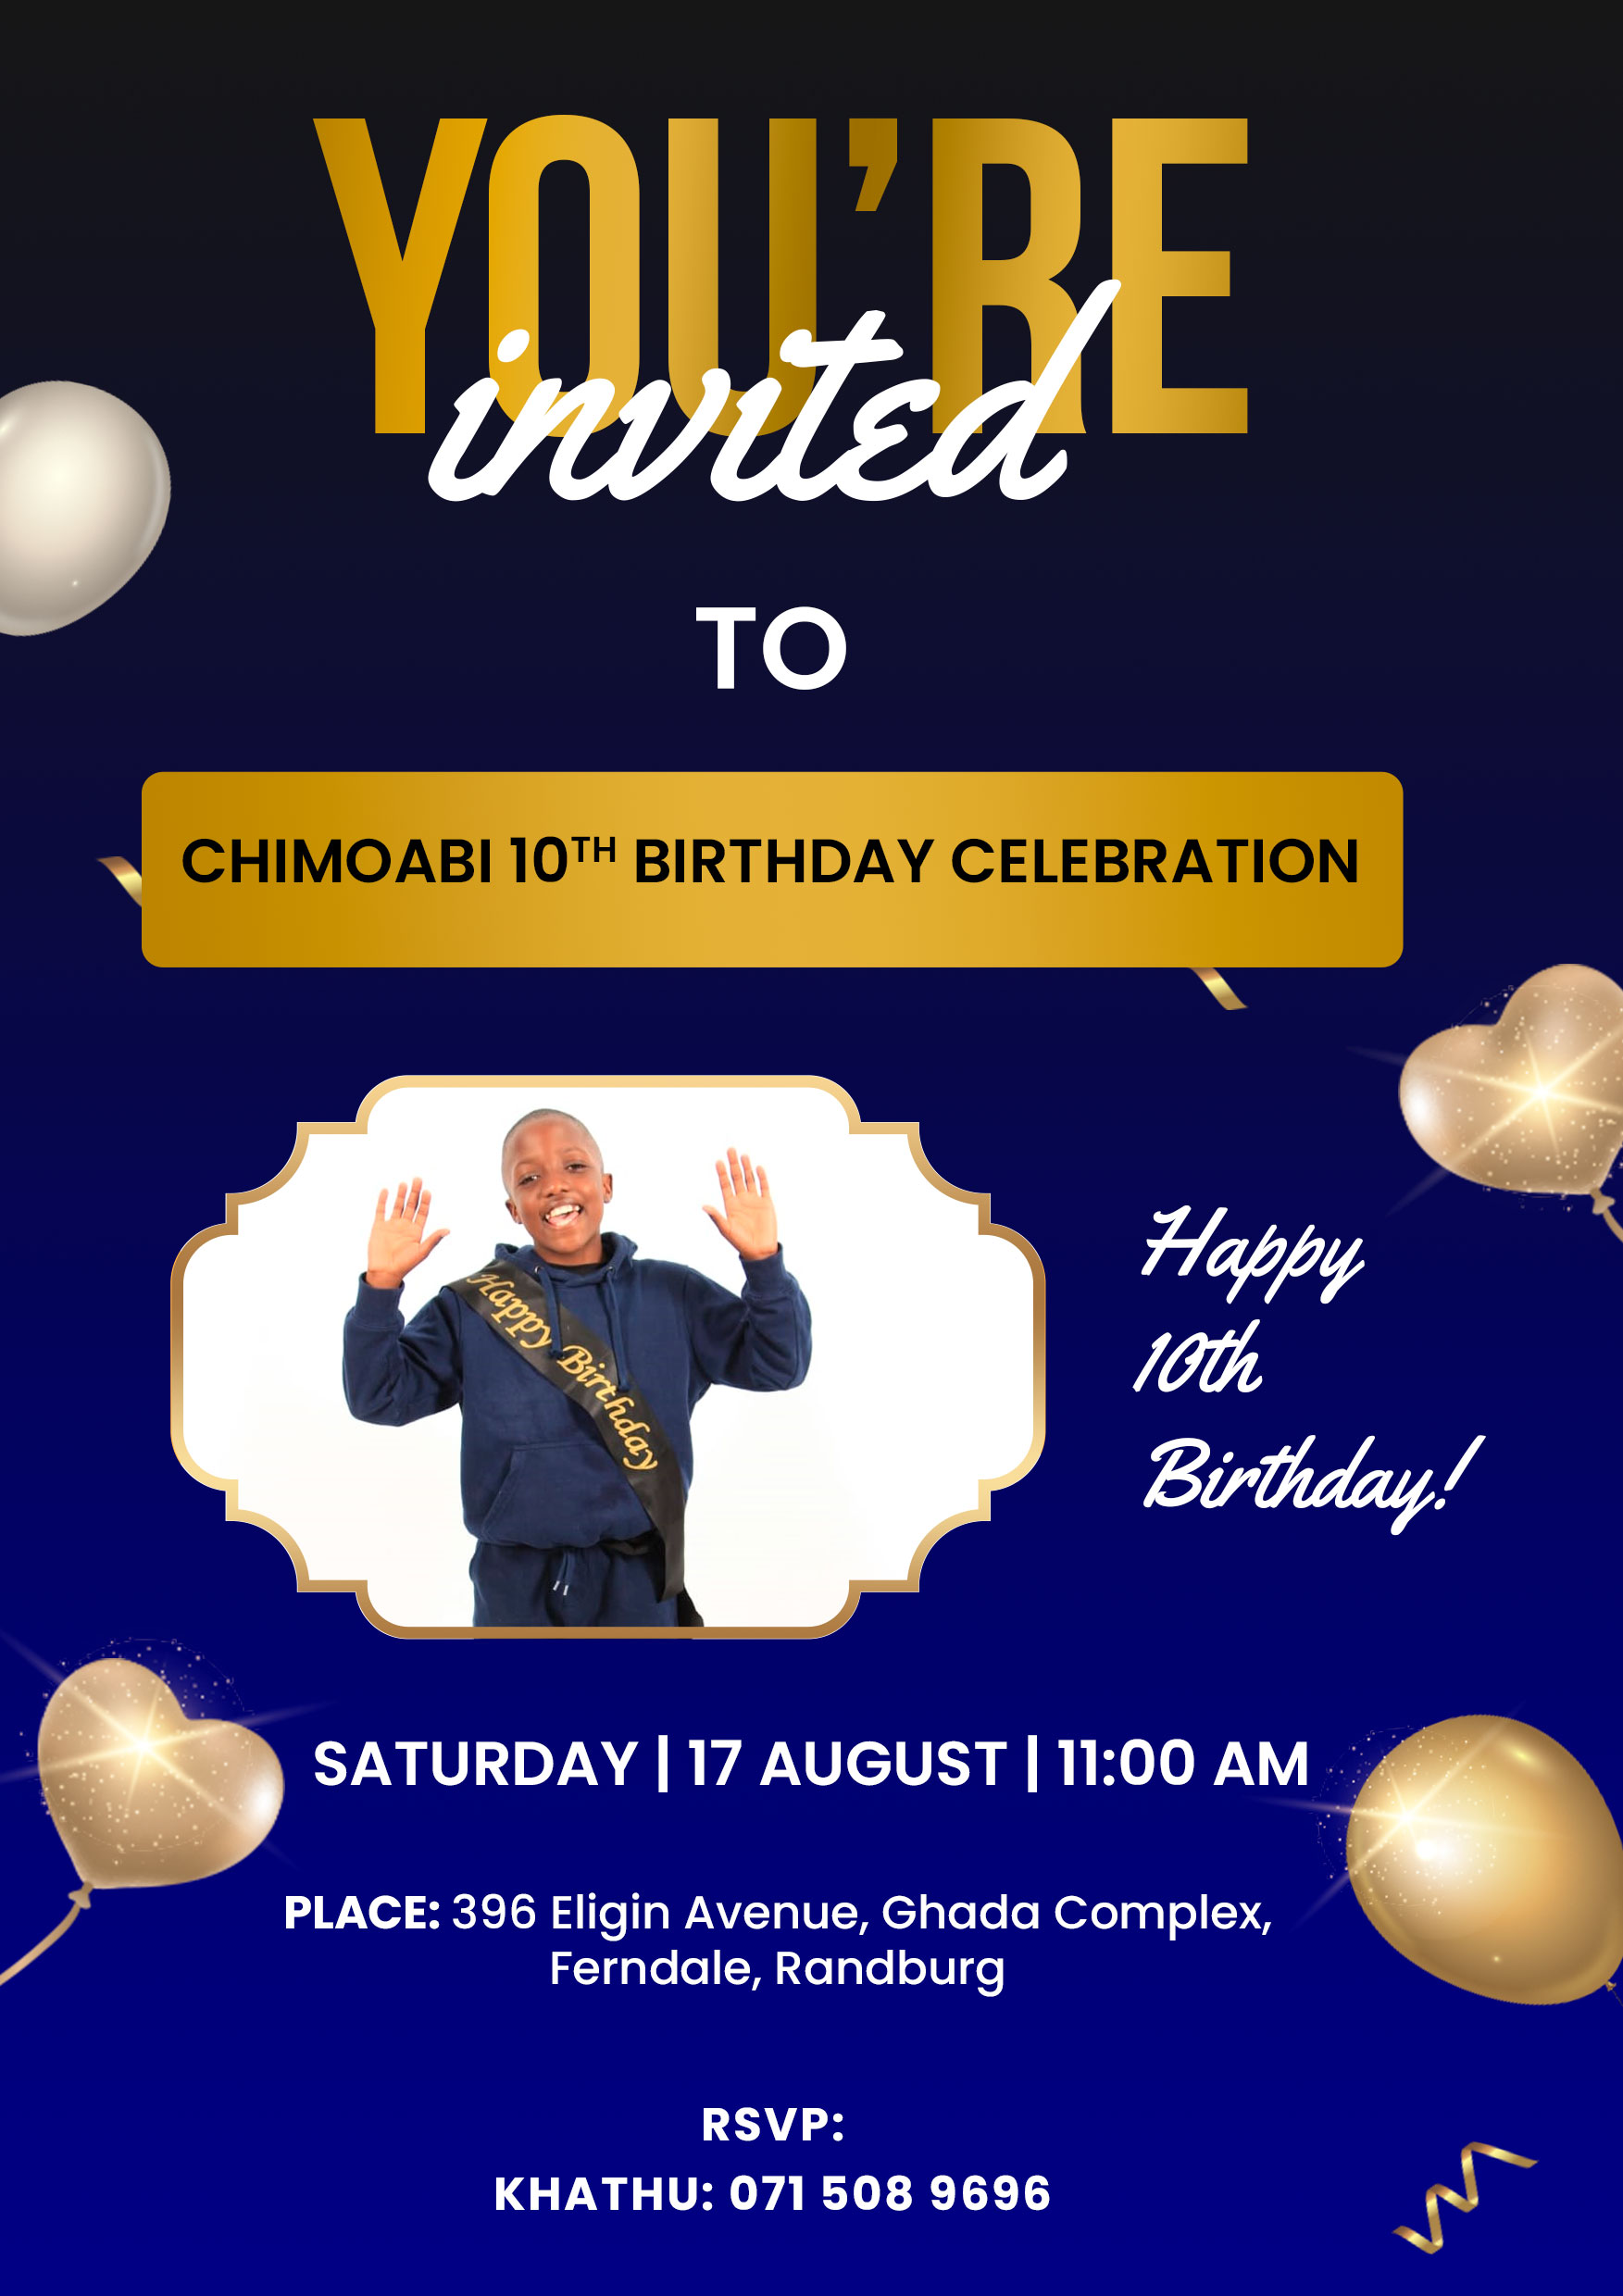 YOU'RE
invited
TO
CHIMOABI 10TH BIRTHDAY CELEBRATION
Happy Birthday
Happy
10th
Birthday!
SATURDAY | 17 AUGUST | 11:00 AM
PLACE: 396 Eligin Avenue, Ghada Complex,
Ferndale, Randburg
RSVP:
KHATHU: 071 508 9696